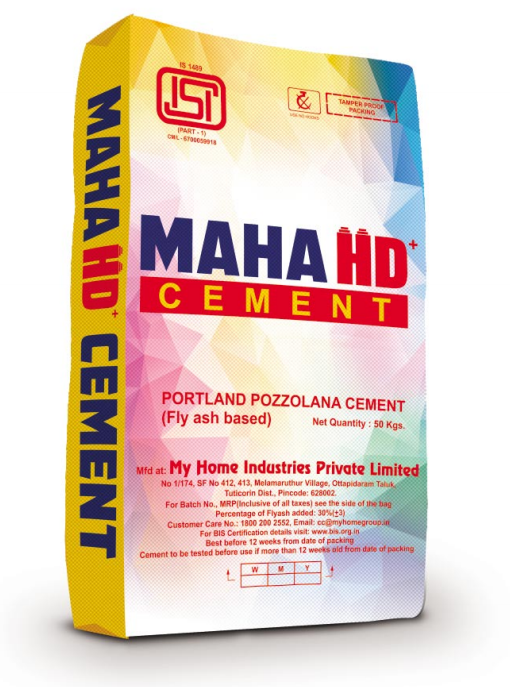 IS 1489
ISI
(PART - 1)
CML - 6700050918
TAMPER PROOF
PACKING
MAHA HD+
CEMENT
MAHA HD+ CEMENT
PORTLAND POZZOLANA CEMENT
(Fly ash based)
Net Quantity : 50 Kgs.
Mfd at: My Home Industries Private Limited
No 1/174, SF No 412, 413, Melamaruthur Village, Ottapidaram Taluk,
Tuticorin Dist., Pincode: 628002.
For Batch No., MRP(Inclusive of all taxes) see the side of the bag
Percentage of Flyash added: 30%(±3)
Customer Care No.: 1800 200 2552, Email: cc@myhomegroup.in
For BIS Certification details visit: www.bis.org.in
Best before 12 weeks from date of packing
Cement to be tested before use if more than 12 weeks old from date of packing
W M Y